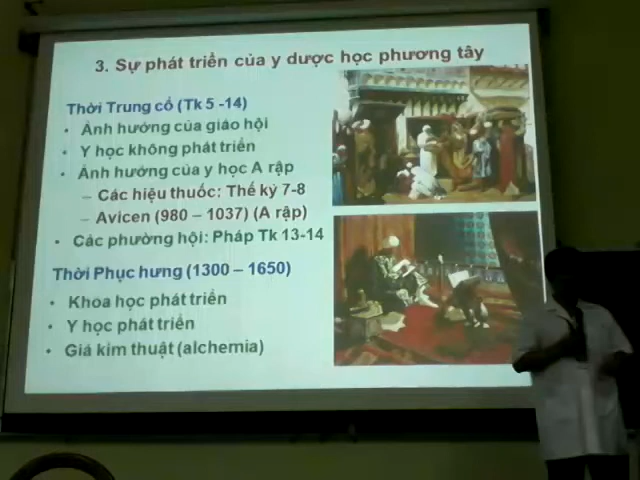 3. Sự phát triển của y dược học phương tây
Thời Trung cổ (Tk 5 -14)
• Ảnh hưởng của giáo hội
• Y học không phát triển
• Ảnh hưởng của y học A rập
– Các hiệu thuốc: Thế kỷ 7-8
– Avicen (980 – 1037) (A rập)
• Các phường hội: Pháp Tk 13-14
Thời Phục hưng (1300 – 1650)
• Khoa học phát triển
• Y học phát triển
• Giả kim thuật (alchemia)